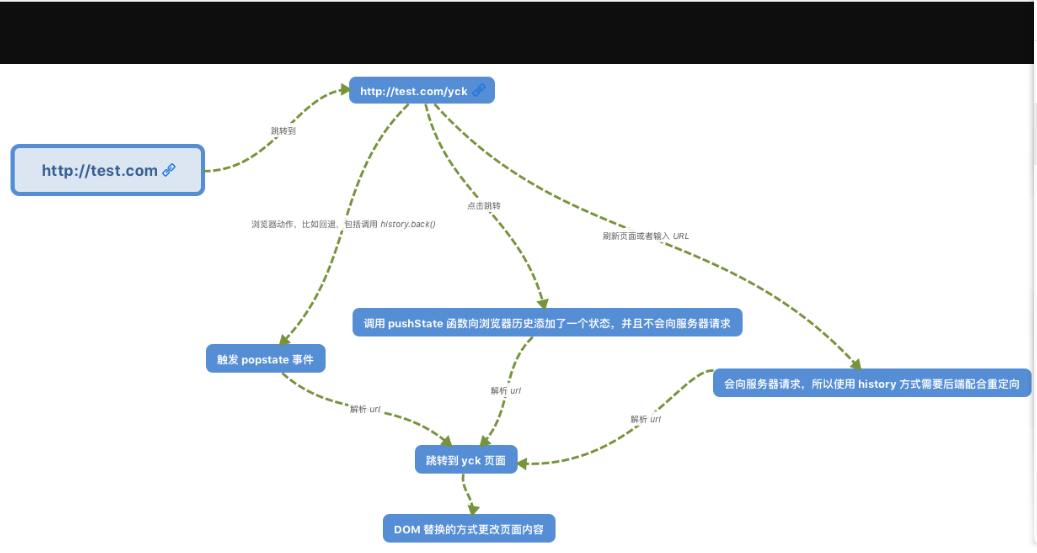 http://test.com/yck
跳转到
http://test.com
点击跳转
浏览器动作，比如回退，包括调用 history.back()
刷新页面或者输入 URL
调用 pushState 函数向浏览器历史添加了一个状态，并且不会向服务器请求
触发 popstate 事件
会向服务器请求，所以使用 history 方式需要后端配合重定向
解析 url
解析 url
解析 url
跳转到 yck 页面
DOM 替换的方式更改页面内容